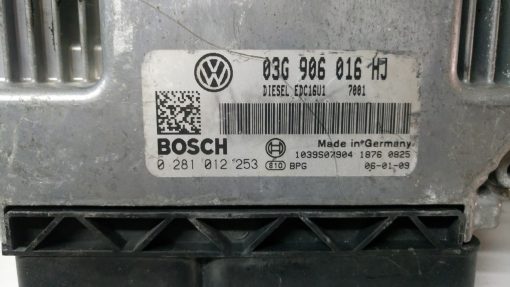 03G 906 016 HJ
DIESEL EDC16U1 7001
BOSCH
Made in Germany
0 281 012 253 810 BPG
1039S07904 1876 0825
06-01-09